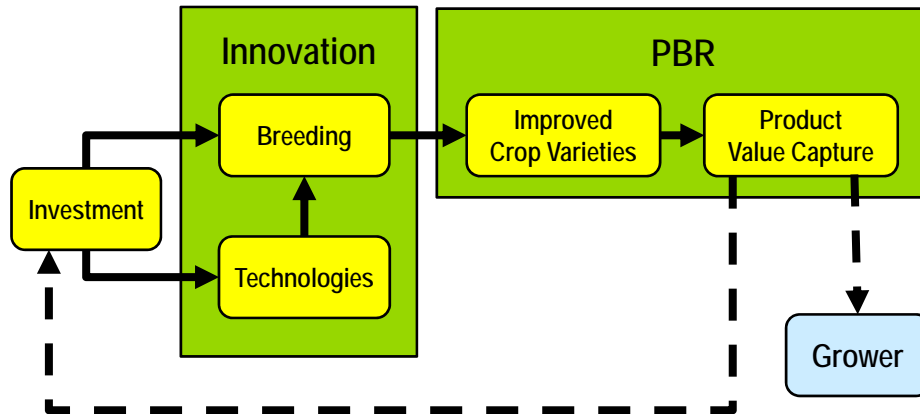 Innovation
PBR
Breeding
Improved
Crop Varieties
Product
Value Capture
Investment
Technologies
Grower